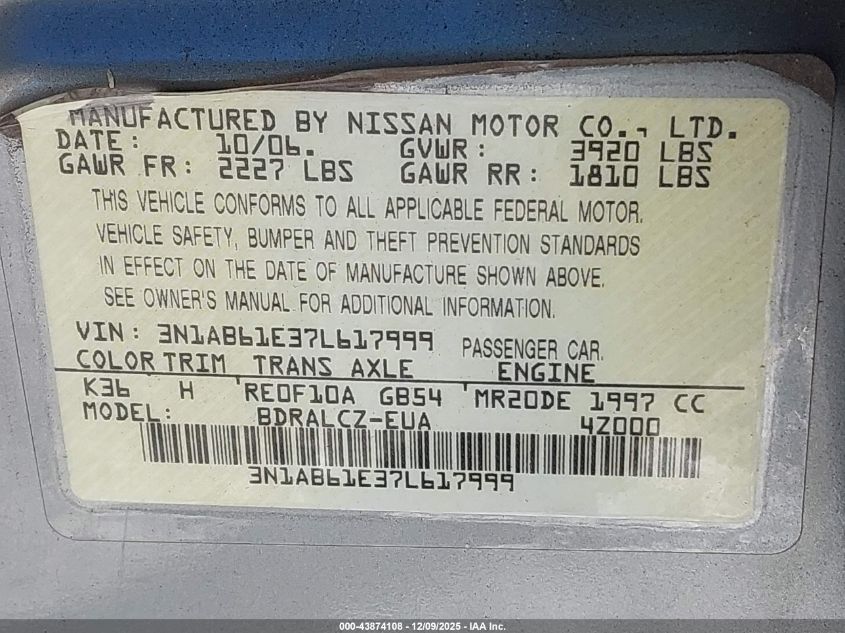 MANUFACTURED BY NISSAN MOTOR CO., LTD.
DATE: 10/06. GVWR: 3920 LBS
GAWR FR: 2227 LBS GAWR RR: 1810 LBS
THIS VEHICLE CONFORMS TO ALL APPLICABLE FEDERAL MOTOR.
VEHICLE SAFETY, BUMPER AND THEFT PREVENTION STANDARDS
IN EFFECT ON THE DATE OF MANUFACTURE SHOWN ABOVE.
SEE OWNER'S MANUAL FOR ADDITIONAL INFORMATION.
VIN: 3N1AB61E37L617999 PASSENGER CAR.
COLOR TRIM TRANS AXLE ENGINE
K36 H 'RE0F10A GB54 'MR20DE 1997 CC
MODEL: BDRALCZ-EUA 4Z000
3N1AB61E37L617999
000-43874108 - 12/09/2025 - IAA Inc.